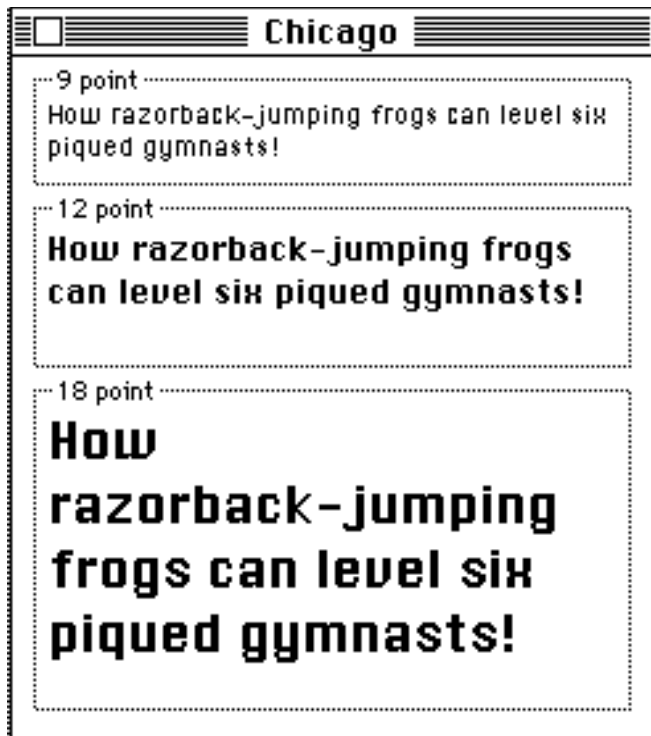 Chicago
9 point
How razorback-jumping frogs can level six
piqued gymnasts!
12 point
How razorback-jumping frogs
can level six piqued gymnasts!
18 point
How
razorback-jumping
frogs can level six
piqued gymnasts!